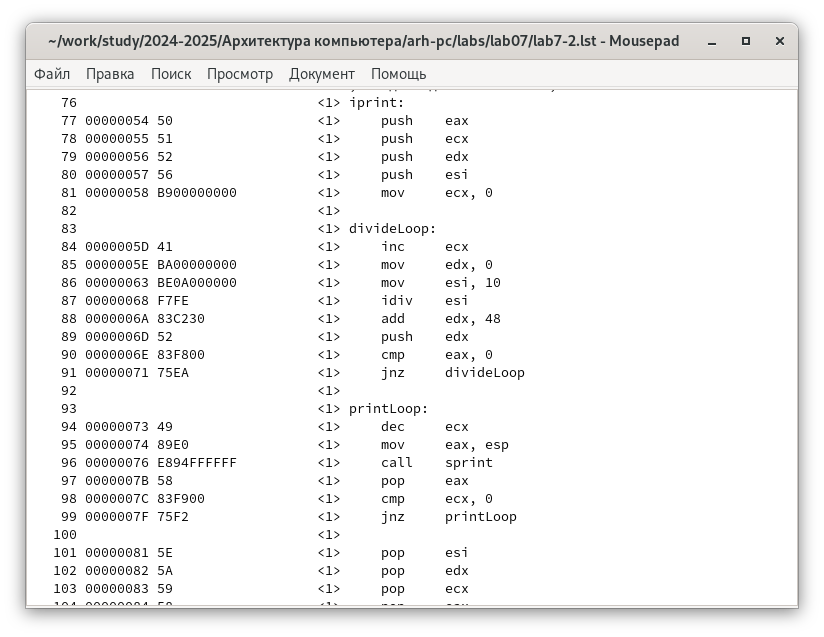 ~/work/study/2024-2025/Архитектура компьютера/arh-pc/labs/lab07/lab7-2.lst - Mousepad
Файл Правка Поиск Просмотр Документ Помощь
76 <1> iprint:
77 00000054 50 <1> push eax
78 00000055 51 <1> push ecx
79 00000056 52 <1> push edx
80 00000057 56 <1> push esi
81 00000058 B900000000 <1> mov ecx, 0
82 <1>
83 <1> divideLoop:
84 0000005D 41 <1> inc ecx
85 0000005E BA00000000 <1> mov edx, 0
86 00000063 BE0A000000 <1> mov esi, 10
87 00000068 F7FE <1> idiv esi
88 0000006A 83C230 <1> add edx, 48
89 0000006D 52 <1> push edx
90 0000006E 83F800 <1> cmp eax, 0
91 00000071 75EA <1> jnz divideLoop
92 <1>
93 <1> printLoop:
94 00000073 49 <1> dec ecx
95 00000074 89E0 <1> mov eax, esp
96 00000076 E894FFFFFF <1> call sprint
97 0000007B 58 <1> pop eax
98 0000007C 83F900 <1> cmp ecx, 0
99 0000007F 75F2 <1> jnz printLoop
100 <1>
101 00000081 5E <1> pop esi
102 00000082 5A <1> pop edx
103 00000083 59 <1> pop ecx